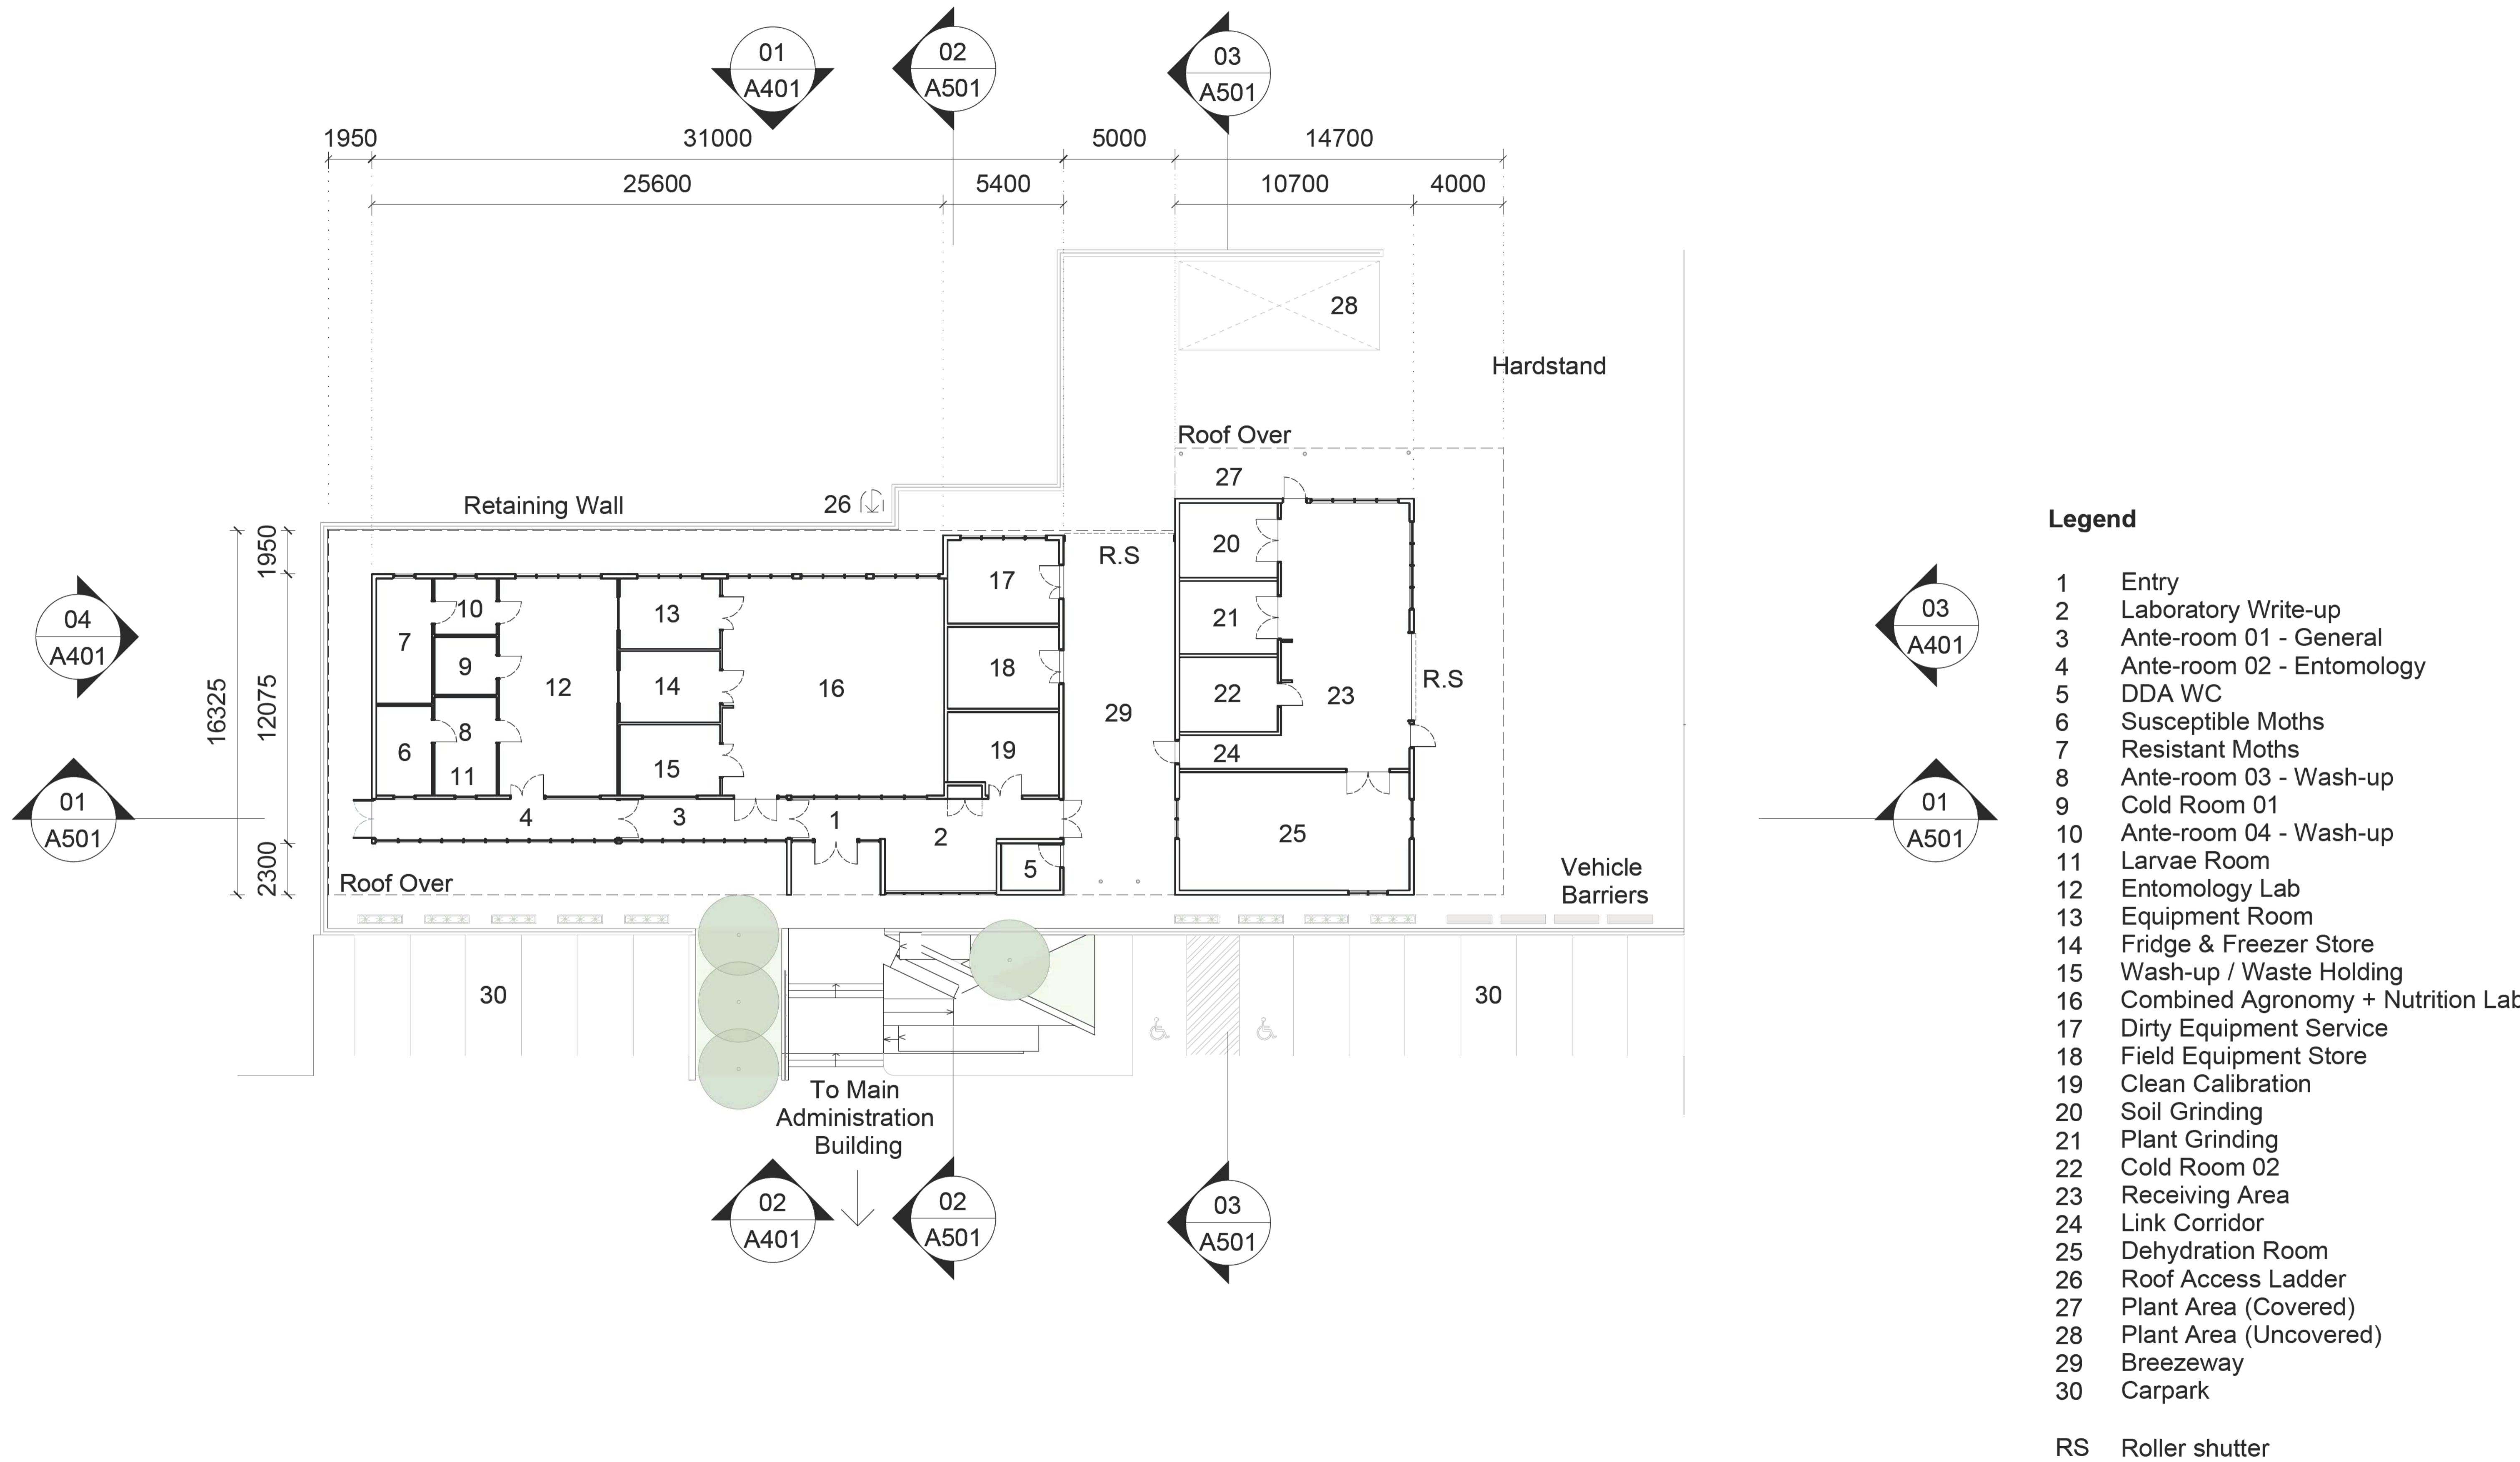 01
A401
02
A501
03
A501
1950
31000
5000
14700
25600
5400
10700
4000
28
Hardstand
Roof Over
27
Retaining Wall
26
R.S
20
17
10
13
7
21
9
18
12
14
16
22
23
R.S
29
8
6
11
15
19
24
4
3
1
2
25
5
Roof Over
Vehicle
Barriers
16325
1950
12075
2300
04
A401
01
A501
03
A401
01
A501
30
30
To Main
Administration
Building
02
A401
02
A501
03
A501
Legend
1 Entry
2 Laboratory Write-up
3 Ante-room 01 - General
4 Ante-room 02 - Entomology
5 DDA WC
6 Susceptible Moths
7 Resistant Moths
8 Ante-room 03 - Wash-up
9 Cold Room 01
10 Ante-room 04 - Wash-up
11 Larvae Room
12 Entomology Lab
13 Equipment Room
14 Fridge & Freezer Store
15 Wash-up / Waste Holding
16 Combined Agronomy + Nutrition Lab
17 Dirty Equipment Service
18 Field Equipment Store
19 Clean Calibration
20 Soil Grinding
21 Plant Grinding
22 Cold Room 02
23 Receiving Area
24 Link Corridor
25 Dehydration Room
26 Roof Access Ladder
27 Plant Area (Covered)
28 Plant Area (Uncovered)
29 Breezeway
30 Carpark
RS Roller shutter